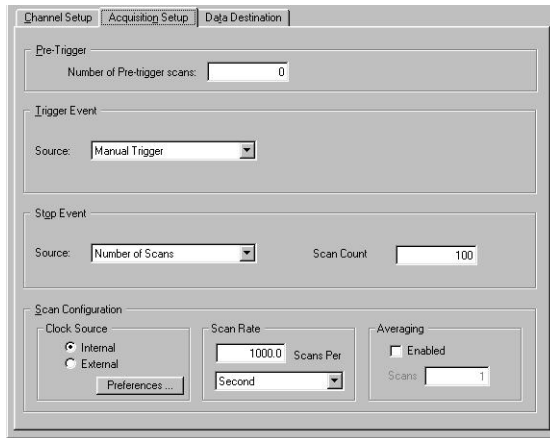 Channel Setup Acquisition Setup Data Destination
Pre-Trigger
Number of Pre-trigger scans: 0
Trigger Event
Source: Manual Trigger
Stop Event
Source: Number of Scans Scan Count 100
Scan Configuration
Clock Source Scan Rate Averaging
Internal 1000.0 Scans Per Enabled
External
Preferences ... Second Scans 1